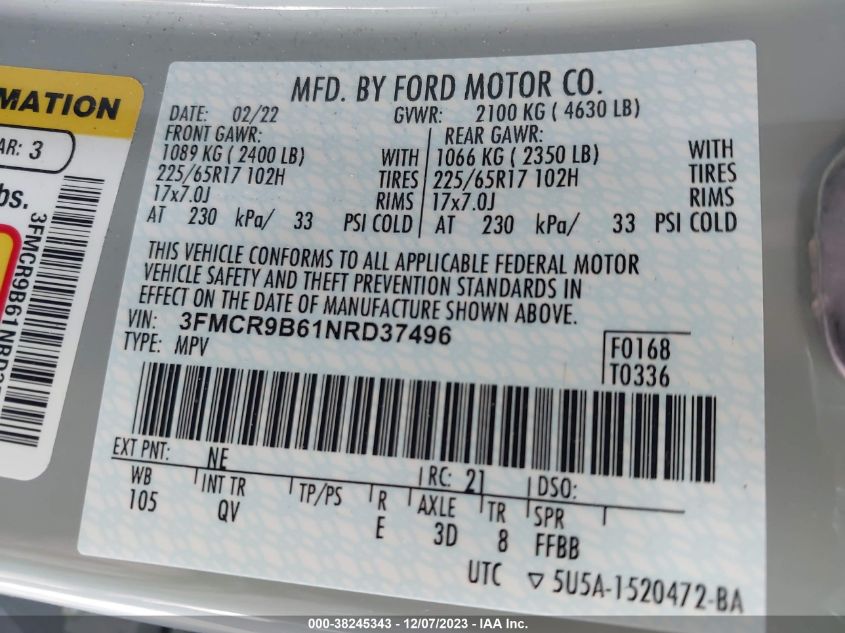 MATION
AR: 3
bs.
3FMCR9B61NRD3
MFD. BY FORD MOTOR CO.
DATE: 02/22 GVWR: 2100 KG ( 4630 LB)
FRONT GAWR: REAR GAWR:
1089 KG ( 2400 LB) WITH 1066 KG ( 2350 LB) WITH
225/65R17 102H TIRES 225/65R17 102H TIRES
17x7.0J RIMS 17x7.0J RIMS
AT 230 kPa/ 33 PSI COLD AT 230 kPa/ 33 PSI COLD
THIS VEHICLE CONFORMS TO ALL APPLICABLE FEDERAL MOTOR
VEHICLE SAFETY AND THEFT PREVENTION STANDARDS IN
EFFECT ON THE DATE OF MANUFACTURE SHOWN ABOVE.
VIN: 3FMCR9B61NRD37496
TYPE: MPV
F0168
T0336
EXT PNT: NE RC: 21 DSO:
WB INT TR TP/PS R AXLE TR SPR
105 QV E 3D 8 FFBB
UTC ▽ 5U5A-1520472-BA
000-38245343 - 12/07/2023 - IAA Inc.